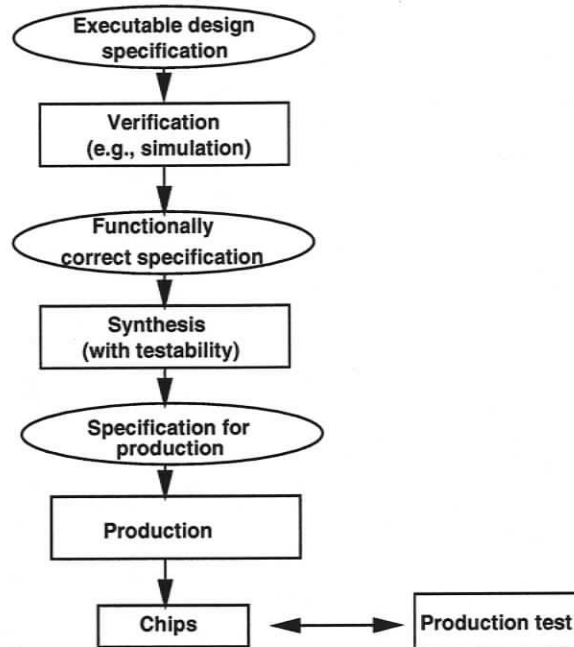 Executable design
specification
Verification
(e.g., simulation)
Functionally
correct specification
Synthesis
(with testability)
Specification for
production
Production
Chips
Production test